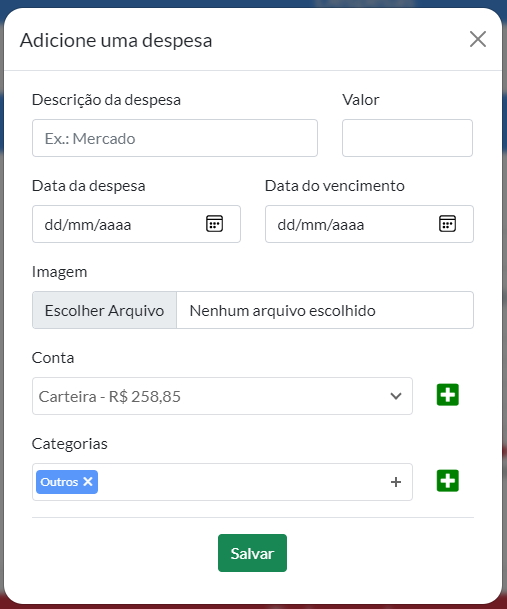 Adicione uma despesa
Descrição da despesa
Valor
Ex.: Mercado
Data da despesa
Data do vencimento
dd/mm/aaaa
dd/mm/aaaa
Imagem
Escolher Arquivo
Nenhum arquivo escolhido
Conta
Carteira - R$ 258,85
Categorias
Outros
Salvar